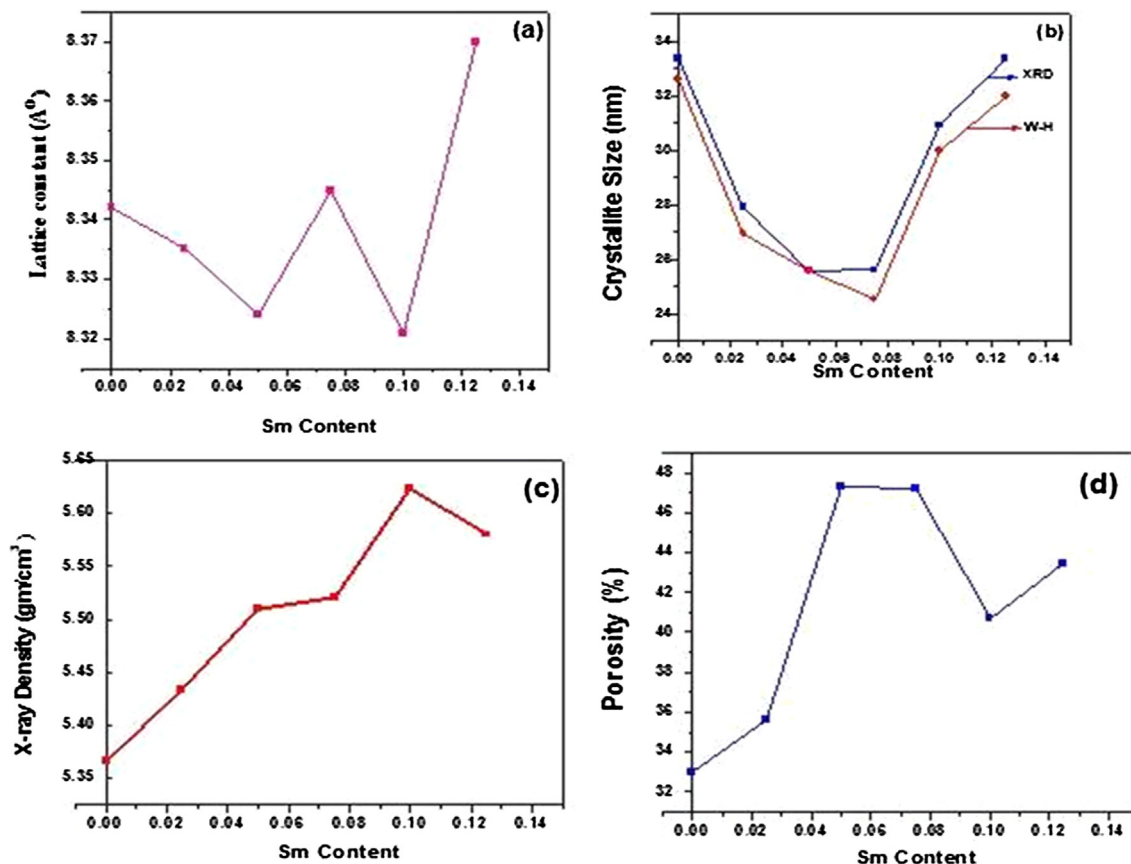 (a)
8.37
8.36
8.35
8.34
8.33
8.32
Lattice constant (A⁰)
0.00 0.02 0.04 0.06 0.08 0.10 0.12 0.14
Sm Content
(b)
34
32
30
28
26
24
Crystallite Size (nm)
XRD
W-H
0.00 0.02 0.04 0.06 0.08 0.10 0.12 0.14
Sm Content
(c)
5.65
5.60
5.55
5.50
5.45
5.40
5.35
X-ray Density (gm/cm³)
0.00 0.02 0.04 0.06 0.08 0.10 0.12 0.14
Sm Content
(d)
48
46
44
42
40
38
36
34
32
Porosity (%)
0.00 0.02 0.04 0.06 0.08 0.10 0.12 0.14
Sm Content